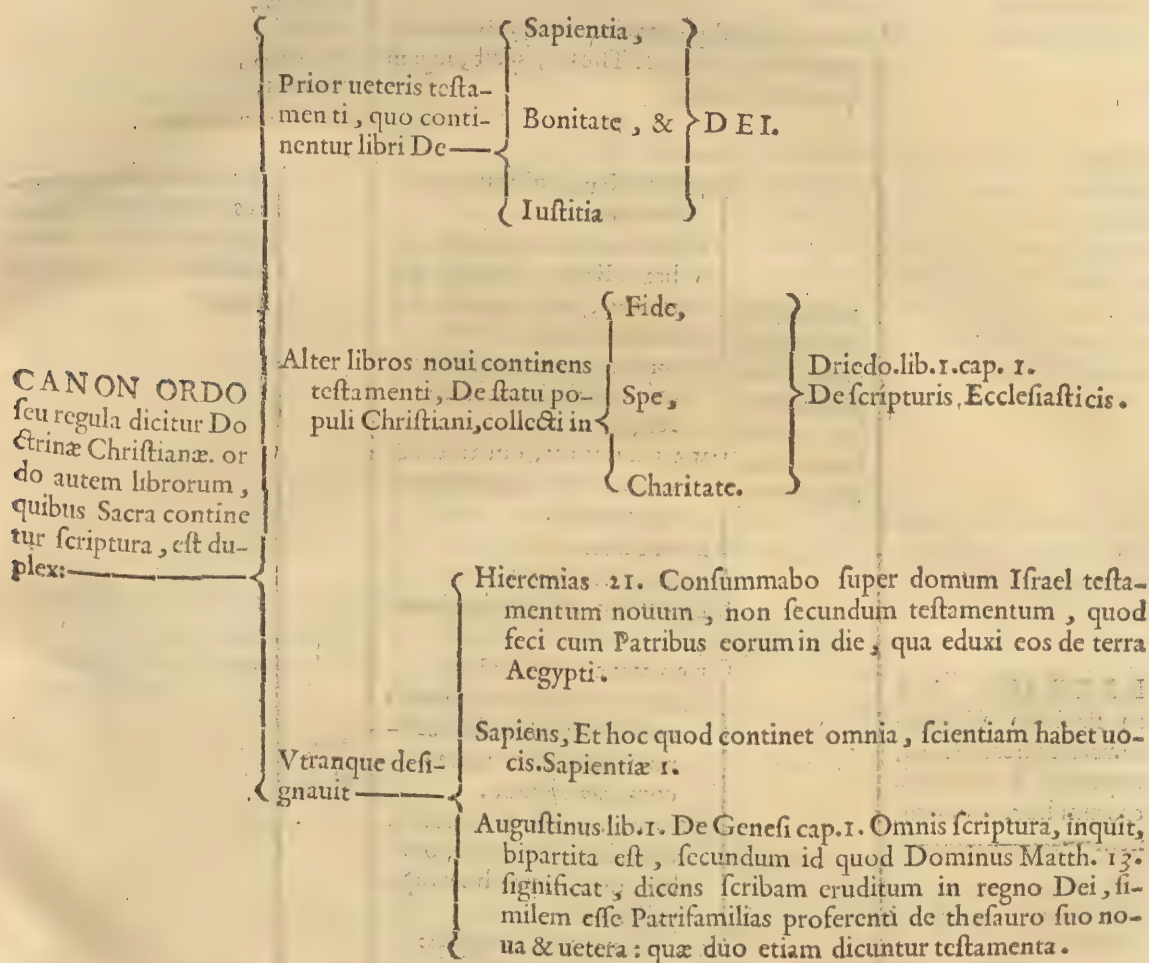 Sapientia,
Prior ueteris testa-
men ti, quo conti-
nentur libri De
Bonitate, &
DEI.
Iustitia
CANON ORDO
seu regula dicitur Do
ctrinæ Christianæ. or
do autem librorum,
quibus Sacra contine
tur scriptura, est du-
plex:
Alter libros noui continens
testamenti, De statu po-
puli Christiani, collecti in
Fide,
Spe,
Charitate.
Driedo.lib.1.cap. 1.
De scripturis, Ecclesiasticis.
Vtranque desi-
gnauit
Hieremias 21. Consummabo super domum Israel testa-
mentum nouum, non secundum testamentum, quod
feci cum Patribus eorum in die, qua eduxi eos de terra
Aegypti.
Sapiens, Et hoc quod continet omnia, scientiam habet uo-
cis. Sapientiæ 1.
Augustinus lib.1. De Genesi cap.1. Omnis scriptura, inquit,
bipartita est, secundum id quod Dominus Matth. 13.
significat, dicens scribam eruditum in regno Dei, si-
milem esse Patrifamilias proferenti de thesauro suo no-
ua & uetera: quæ duo etiam dicuntur testamenta.